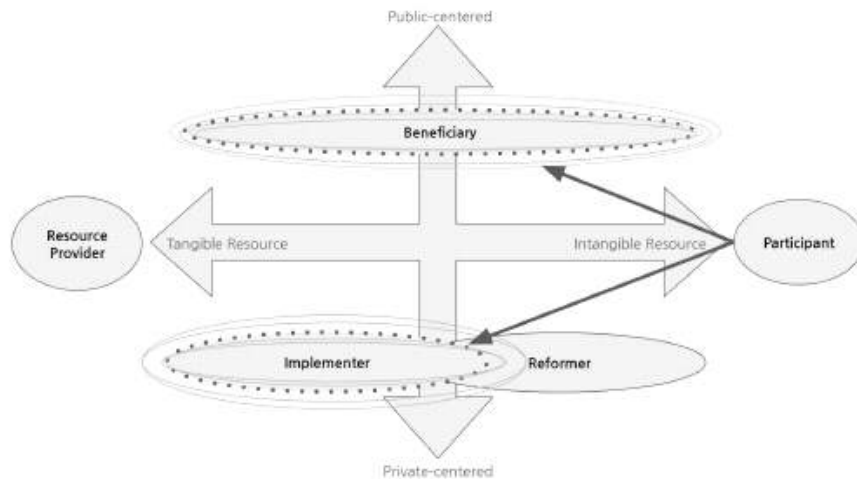 Public-centered
Beneficiary
Resource
Provider
Tangible Resource
Intangible Resource
Participant
Implementer
Reformer
Private-centered